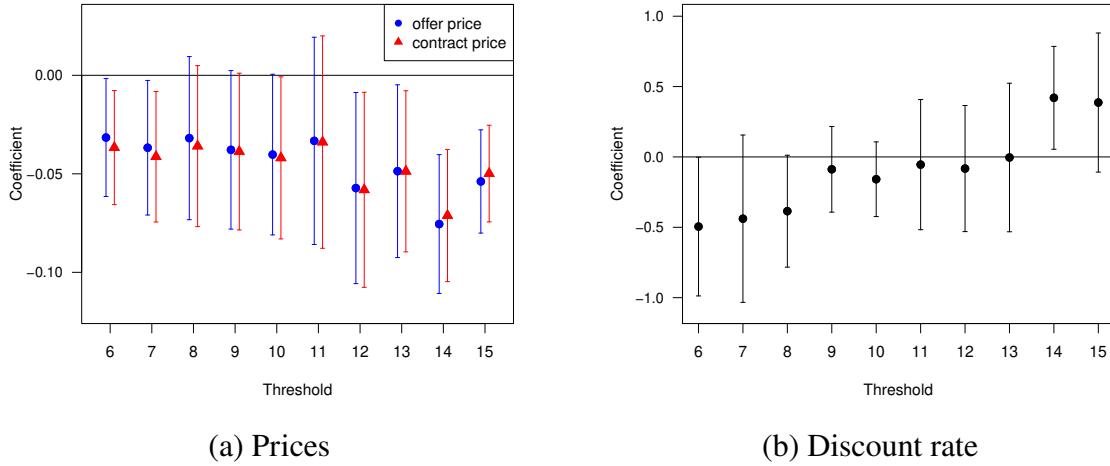 offer price
contract price
0.00
−0.05
−0.10
Coefficient
6 7 8 9 10 11 12 13 14 15
Threshold
(a) Prices
1.0
0.5
0.0
−0.5
−1.0
Coefficient
6 7 8 9 10 11 12 13 14 15
Threshold
(b) Discount rate